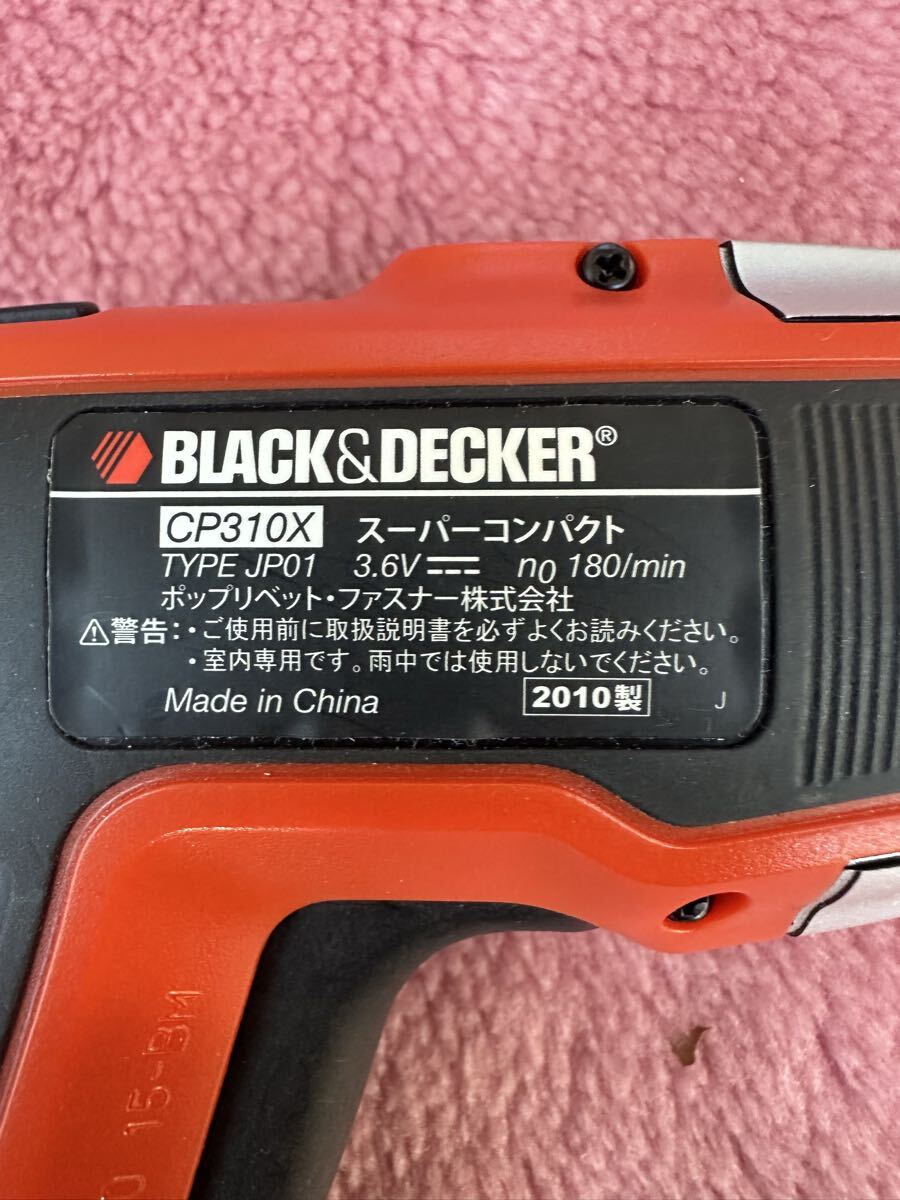 BLACK&DECKER®
CP310X スーパーコンパクト
TYPE JP01 3.6V n0 180/min
ポップリベット・ファスナー株式会社
⚠警告:・ご使用前に取扱説明書を必ずよくお読みください。
・室内専用です。雨中では使用しないでください。
Made in China 2010製 J
15-BM